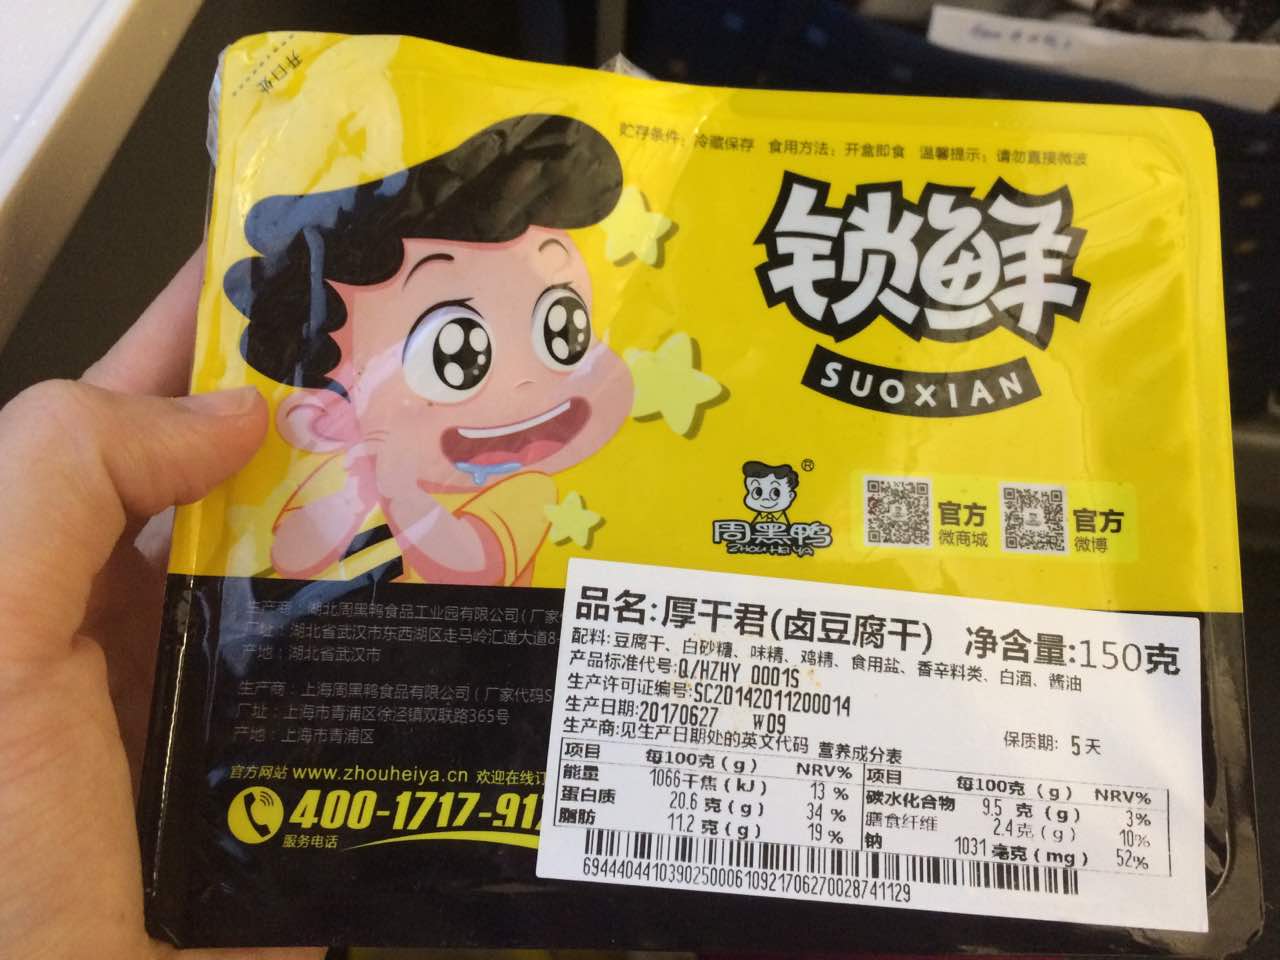 开口处
贮存条件：冷藏保存 食用方法：开盒即食 温馨提示：请勿直接微波
锁鲜
SUOXIAN
®
周黑鸭
ZHOU HEI YA
官方
微商城
官方
微博
生产商：湖北周黑鸭食品工业园有限公司(厂家
厂址：湖北省武汉市东西湖区走马岭汇通大道8-
产地：湖北省武汉市
生产商：上海周黑鸭食品有限公司(厂家代码S
厂址：上海市青浦区徐泾镇双联路365号
产地：上海市青浦区
官方网站 www.zhouheiya.cn 欢迎在线订
400-1717-917
服务电话
品名:厚干君(卤豆腐干) 净含量:150克
配料:豆腐干、白砂糖、味精、鸡精、食用盐、香辛料类、白酒、酱油
产品标准代号:Q/HZHY 0001S
生产许可证编号:SC20142011200014
生产日期:20170627 W09
保质期: 5天
生产商:见生产日期处的英文代码 营养成分表
项目 每100克(g) NRV% 项目 每100克(g) NRV%
能量 1066千焦(kJ) 13% 碳水化合物 9.5克(g) 3%
蛋白质 20.6克(g) 34% 膳食纤维 2.4克(g) 10%
脂肪 11.2克(g) 19% 钠 1031毫克(mg) 52%
694440441039025000610921706270028741129